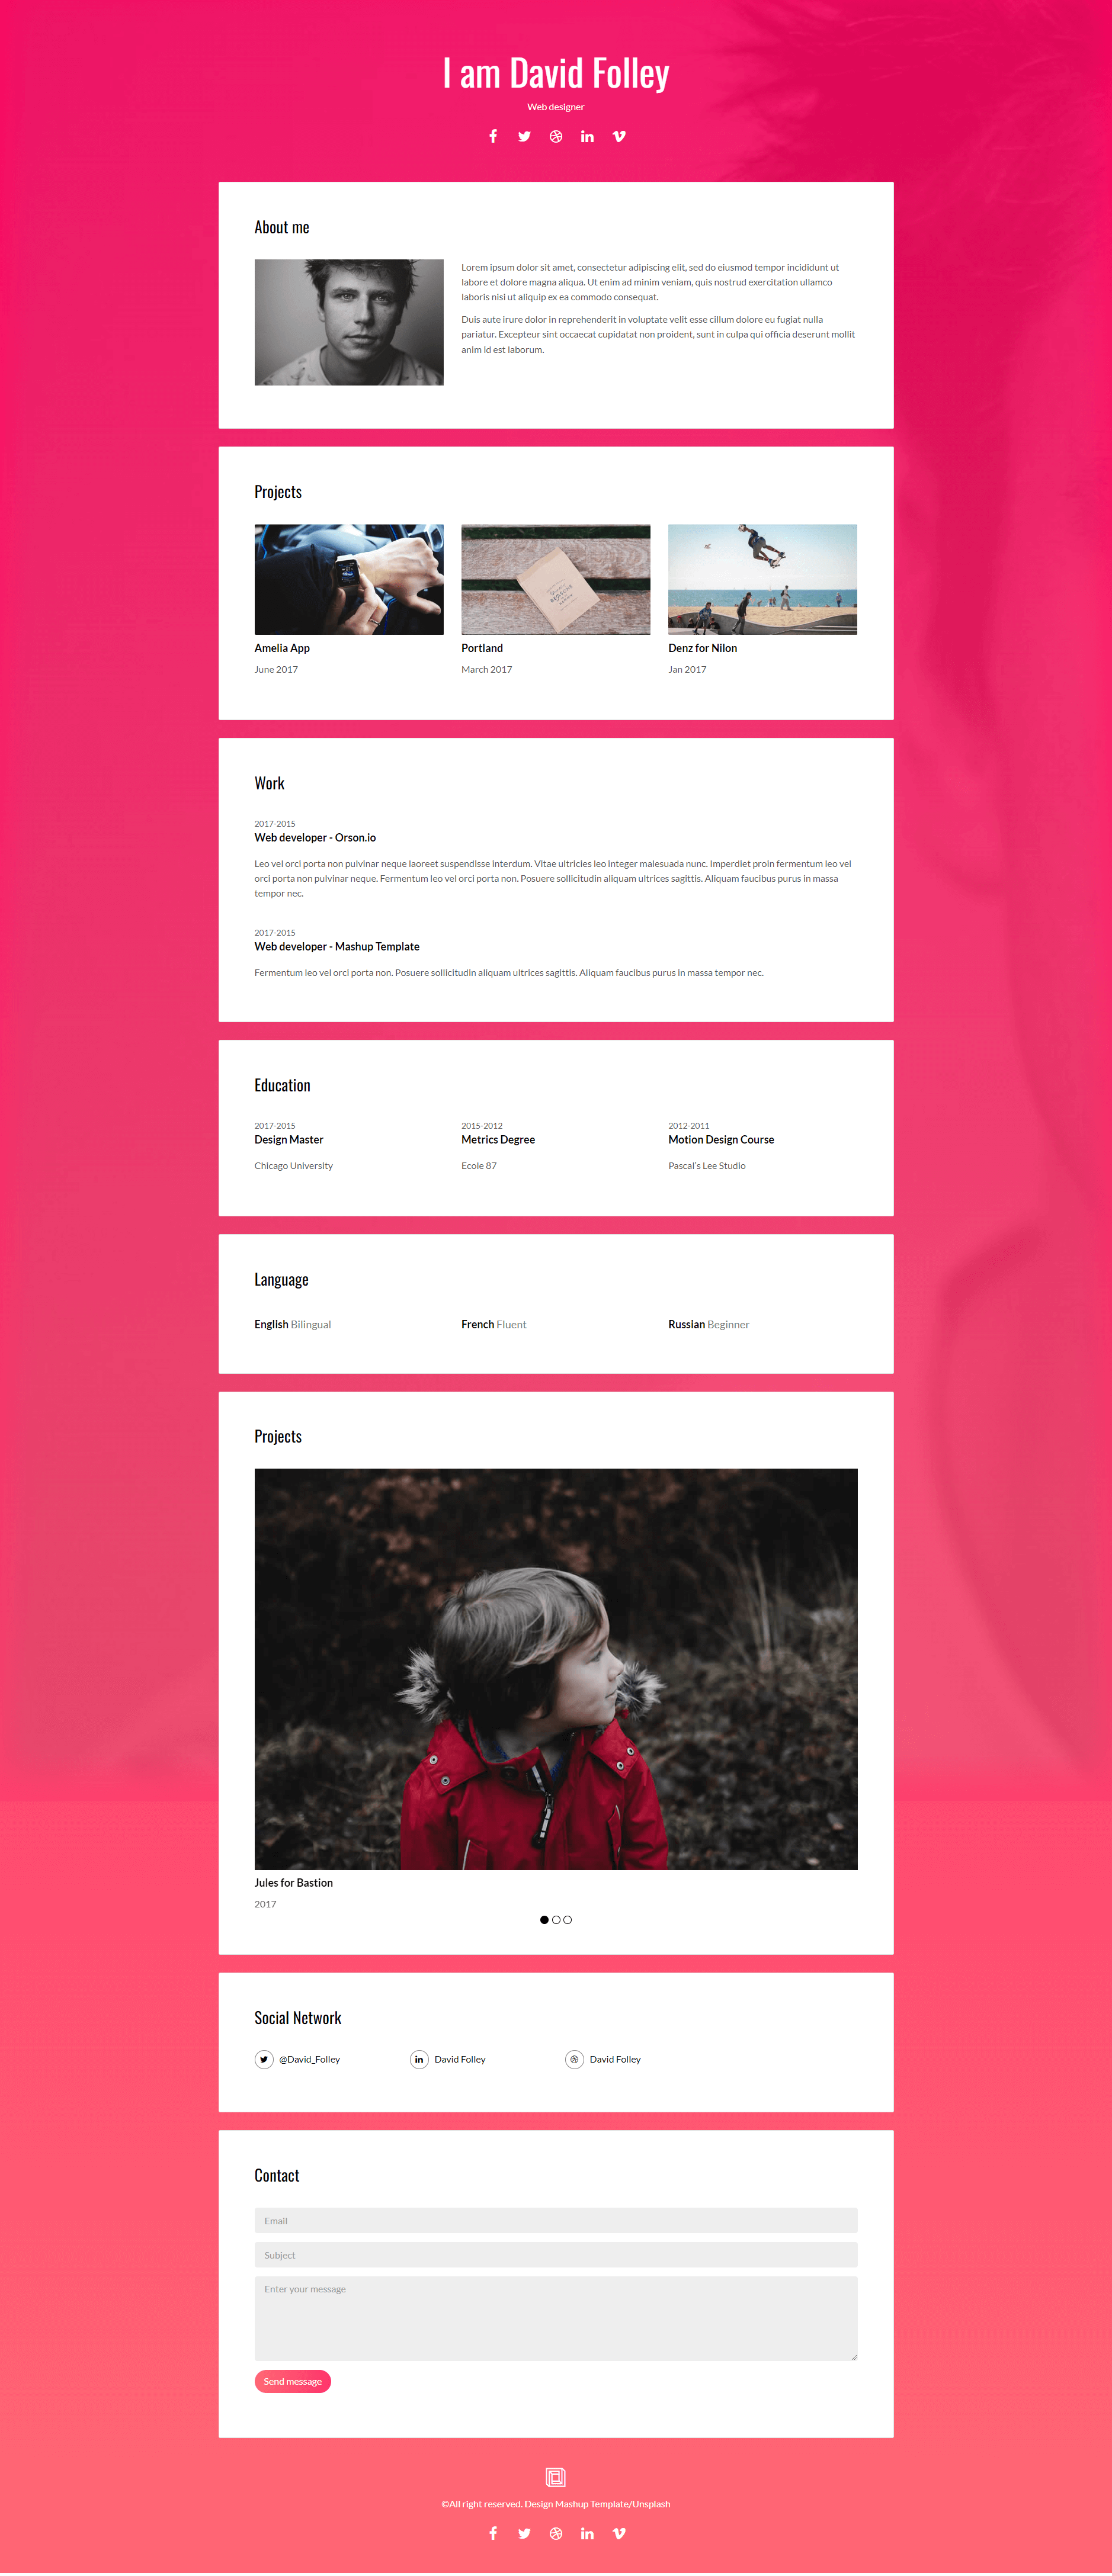 I am David Folley
Web designer
About me
Lorem ipsum dolor sit amet, consectetur adipiscing elit, sed do eiusmod tempor incididunt ut
labore et dolore magna aliqua. Ut enim ad minim veniam, quis nostrud exercitation ullamco
laboris nisi ut aliquip ex ea commodo consequat.
Duis aute irure dolor in reprehenderit in voluptate velit esse cillum dolore eu fugiat nulla
pariatur. Excepteur sint occaecat cupidatat non proident, sunt in culpa qui officia deserunt mollit
anim id est laborum.
Projects
Amelia App
June 2017
Portland
March 2017
Denz for Nilon
Jan 2017
Work
2017-2015
Web developer - Orson.io
Leo vel orci porta non pulvinar neque laoreet suspendisse interdum. Vitae ultricies leo integer malesuada nunc. Imperdiet proin fermentum leo vel
orci porta non pulvinar neque. Fermentum leo vel orci porta non. Posuere sollicitudin aliquam ultrices sagittis. Aliquam faucibus purus in massa
tempor nec.
2017-2015
Web developer - Mashup Template
Fermentum leo vel orci porta non. Posuere sollicitudin aliquam ultrices sagittis. Aliquam faucibus purus in massa tempor nec.
Education
2017-2015
Design Master
Chicago University
2015-2012
Metrics Degree
Ecole 87
2012-2011
Motion Design Course
Pascal's Lee Studio
Language
English Bilingual
French Fluent
Russian Beginner
Projects
Jules for Bastion
2017
Social Network
@David_Folley
David Folley
David Folley
Contact
Email
Subject
Enter your message
Send message
©All right reserved. Design Mashup Template/Unsplash